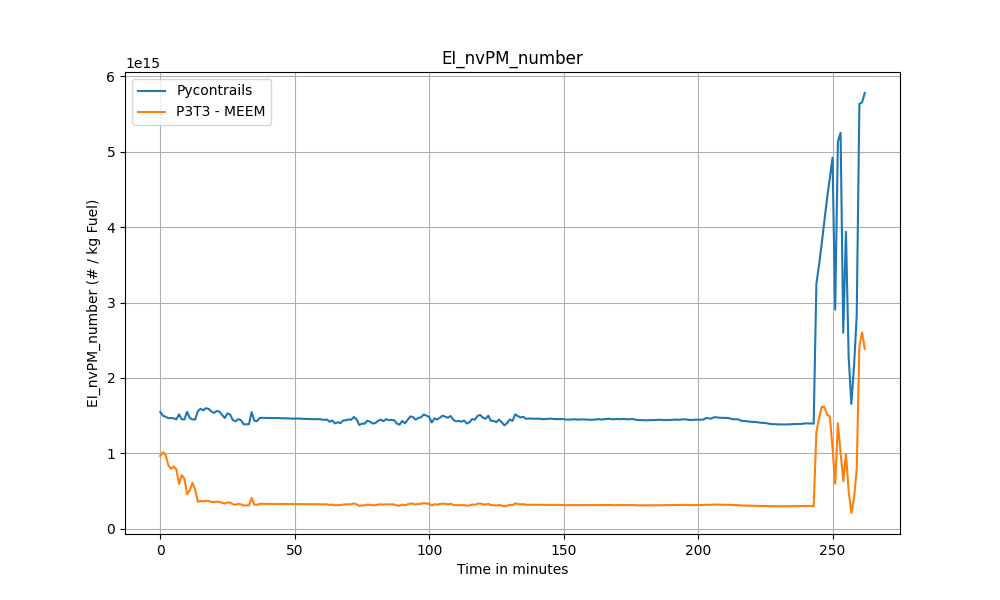 EI_nvPM_number
1e15
Pycontrails
P3T3 - MEEM
6
5
4
3
2
1
0
EI_nvPM_number (# / kg Fuel)
0 50 100 150 200 250
Time in minutes